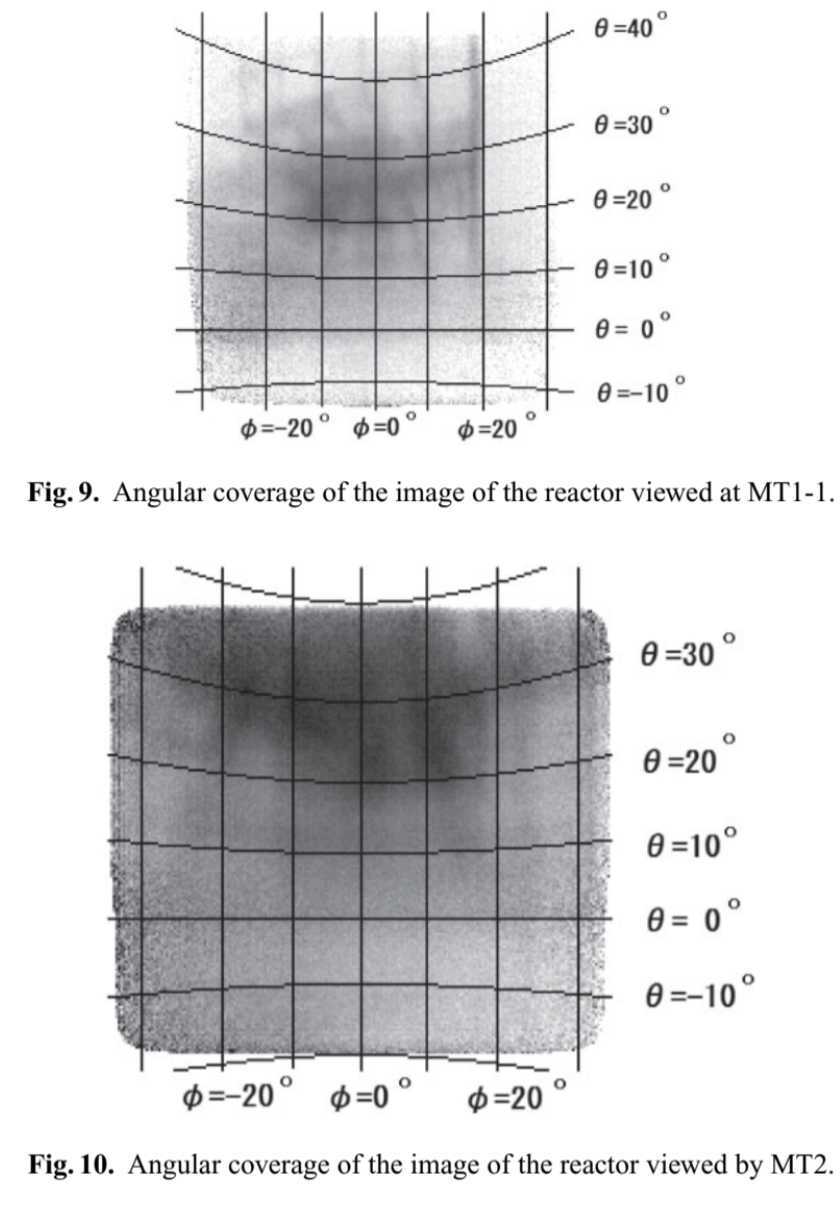 θ=40°
θ=30°
θ=20°
θ=10°
θ= 0°
θ=-10°
ϕ=-20° ϕ=0° ϕ=20°
Fig. 9. Angular coverage of the image of the reactor viewed at MT1-1.
θ=30°
θ=20°
θ=10°
θ= 0°
θ=-10°
ϕ=-20° ϕ=0° ϕ=20°
Fig. 10. Angular coverage of the image of the reactor viewed by MT2.